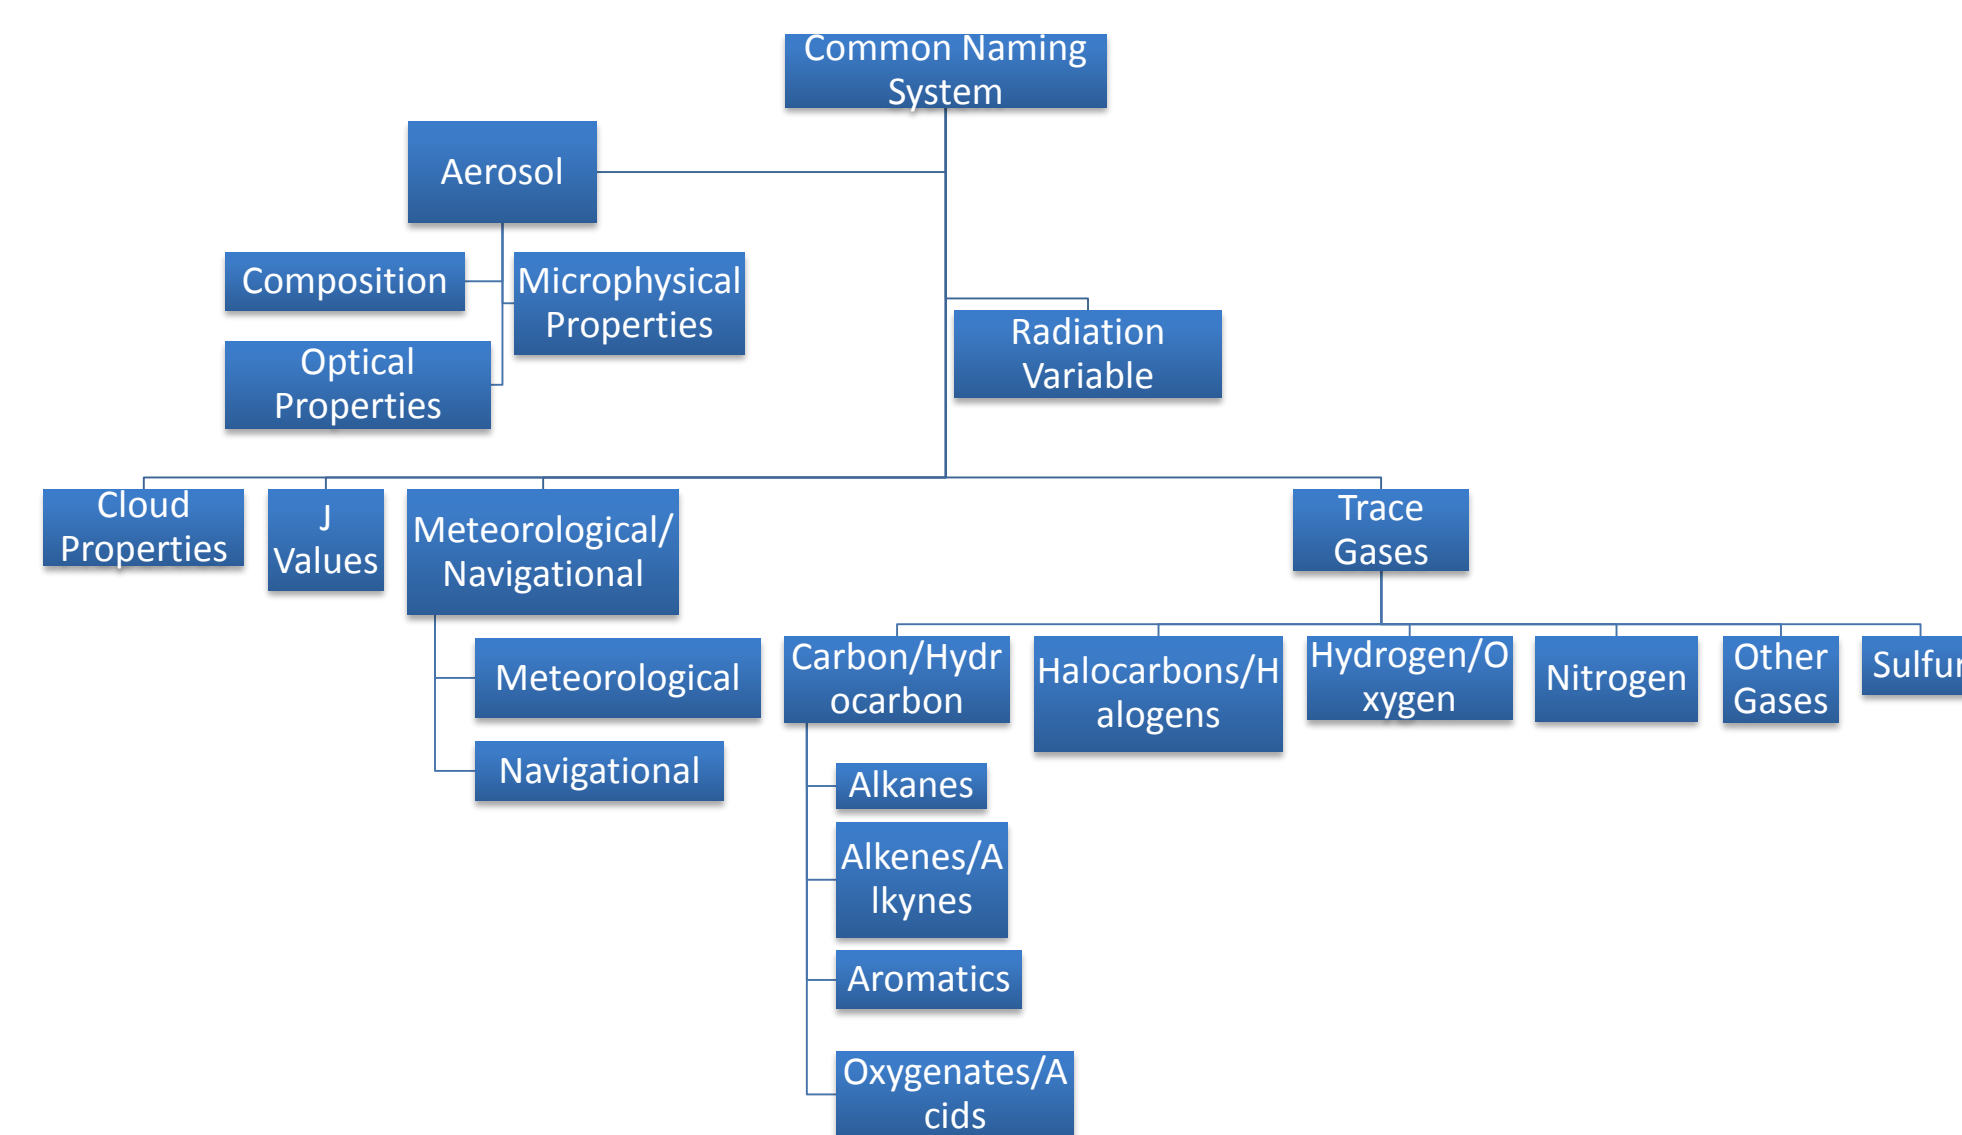 Common Naming
System
Aerosol
Composition
Microphysical
Properties
Optical
Properties
Radiation
Variable
Cloud
Properties
J
Values
Meteorological/
Navigational
Trace
Gases
Meteorological
Navigational
Carbon/Hydr
ocarbon
Halocarbons/H
alogens
Hydrogen/O
xygen
Nitrogen
Other
Gases
Sulfur
Alkanes
Alkenes/A
lkynes
Aromatics
Oxygenates/A
cids